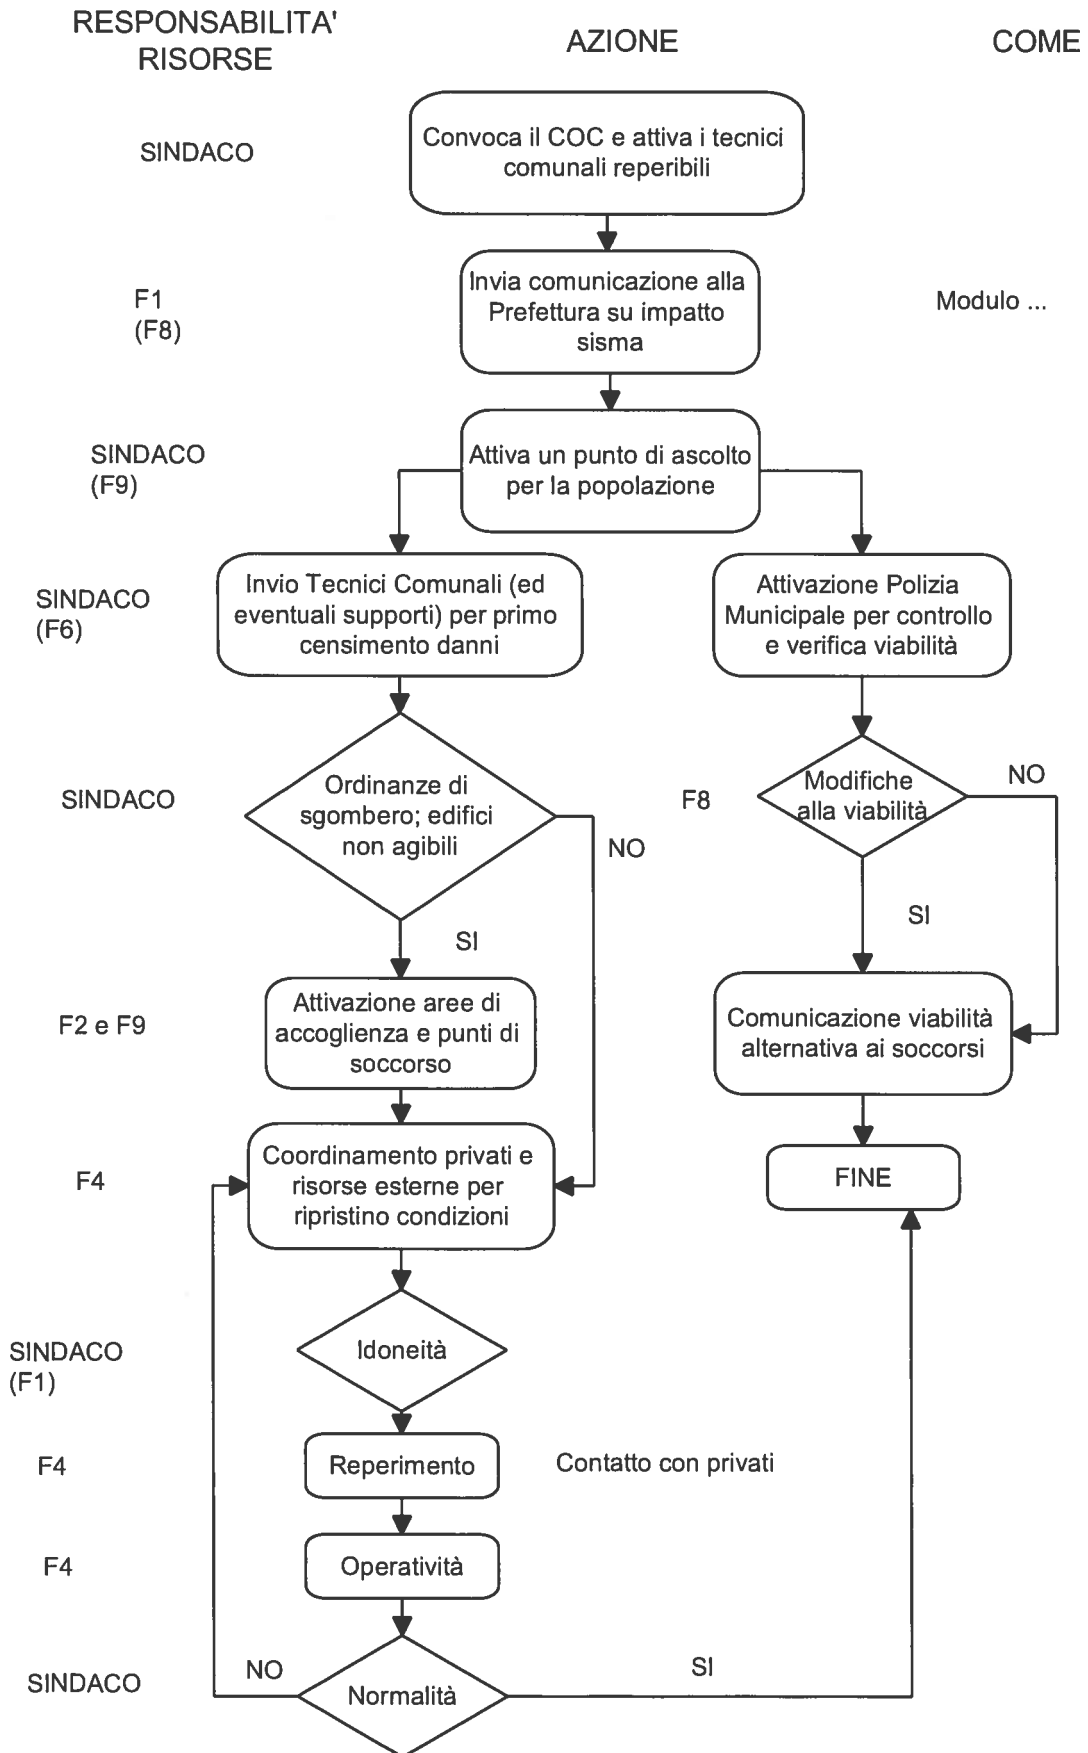 RESPONSABILITA'
RISORSE
AZIONE
COME
SINDACO
Convoca il COC e attiva i tecnici
comunali reperibili
F1
(F8)
Invia comunicazione alla
Prefettura su impatto
sisma
Modulo ...
SINDACO
(F9)
Attiva un punto di ascolto
per la popolazione
SINDACO
(F6)
Invio Tecnici Comunali (ed
eventuali supporti) per primo
censimento danni
Attivazione Polizia
Municipale per controllo
e verifica viabilità
SINDACO
Ordinanze di
sgombero; edifici
non agibili
NO
SI
F8
Modifiche
alla viabilità
NO
SI
F2 e F9
Attivazione aree di
accoglienza e punti di
soccorso
Comunicazione viabilità
alternativa ai soccorsi
F4
Coordinamento privati e
risorse esterne per
ripristino condizioni
FINE
SINDACO
(F1)
Idoneità
F4
Reperimento
Contatto con privati
F4
Operatività
SINDACO
NO
Normalità
SI